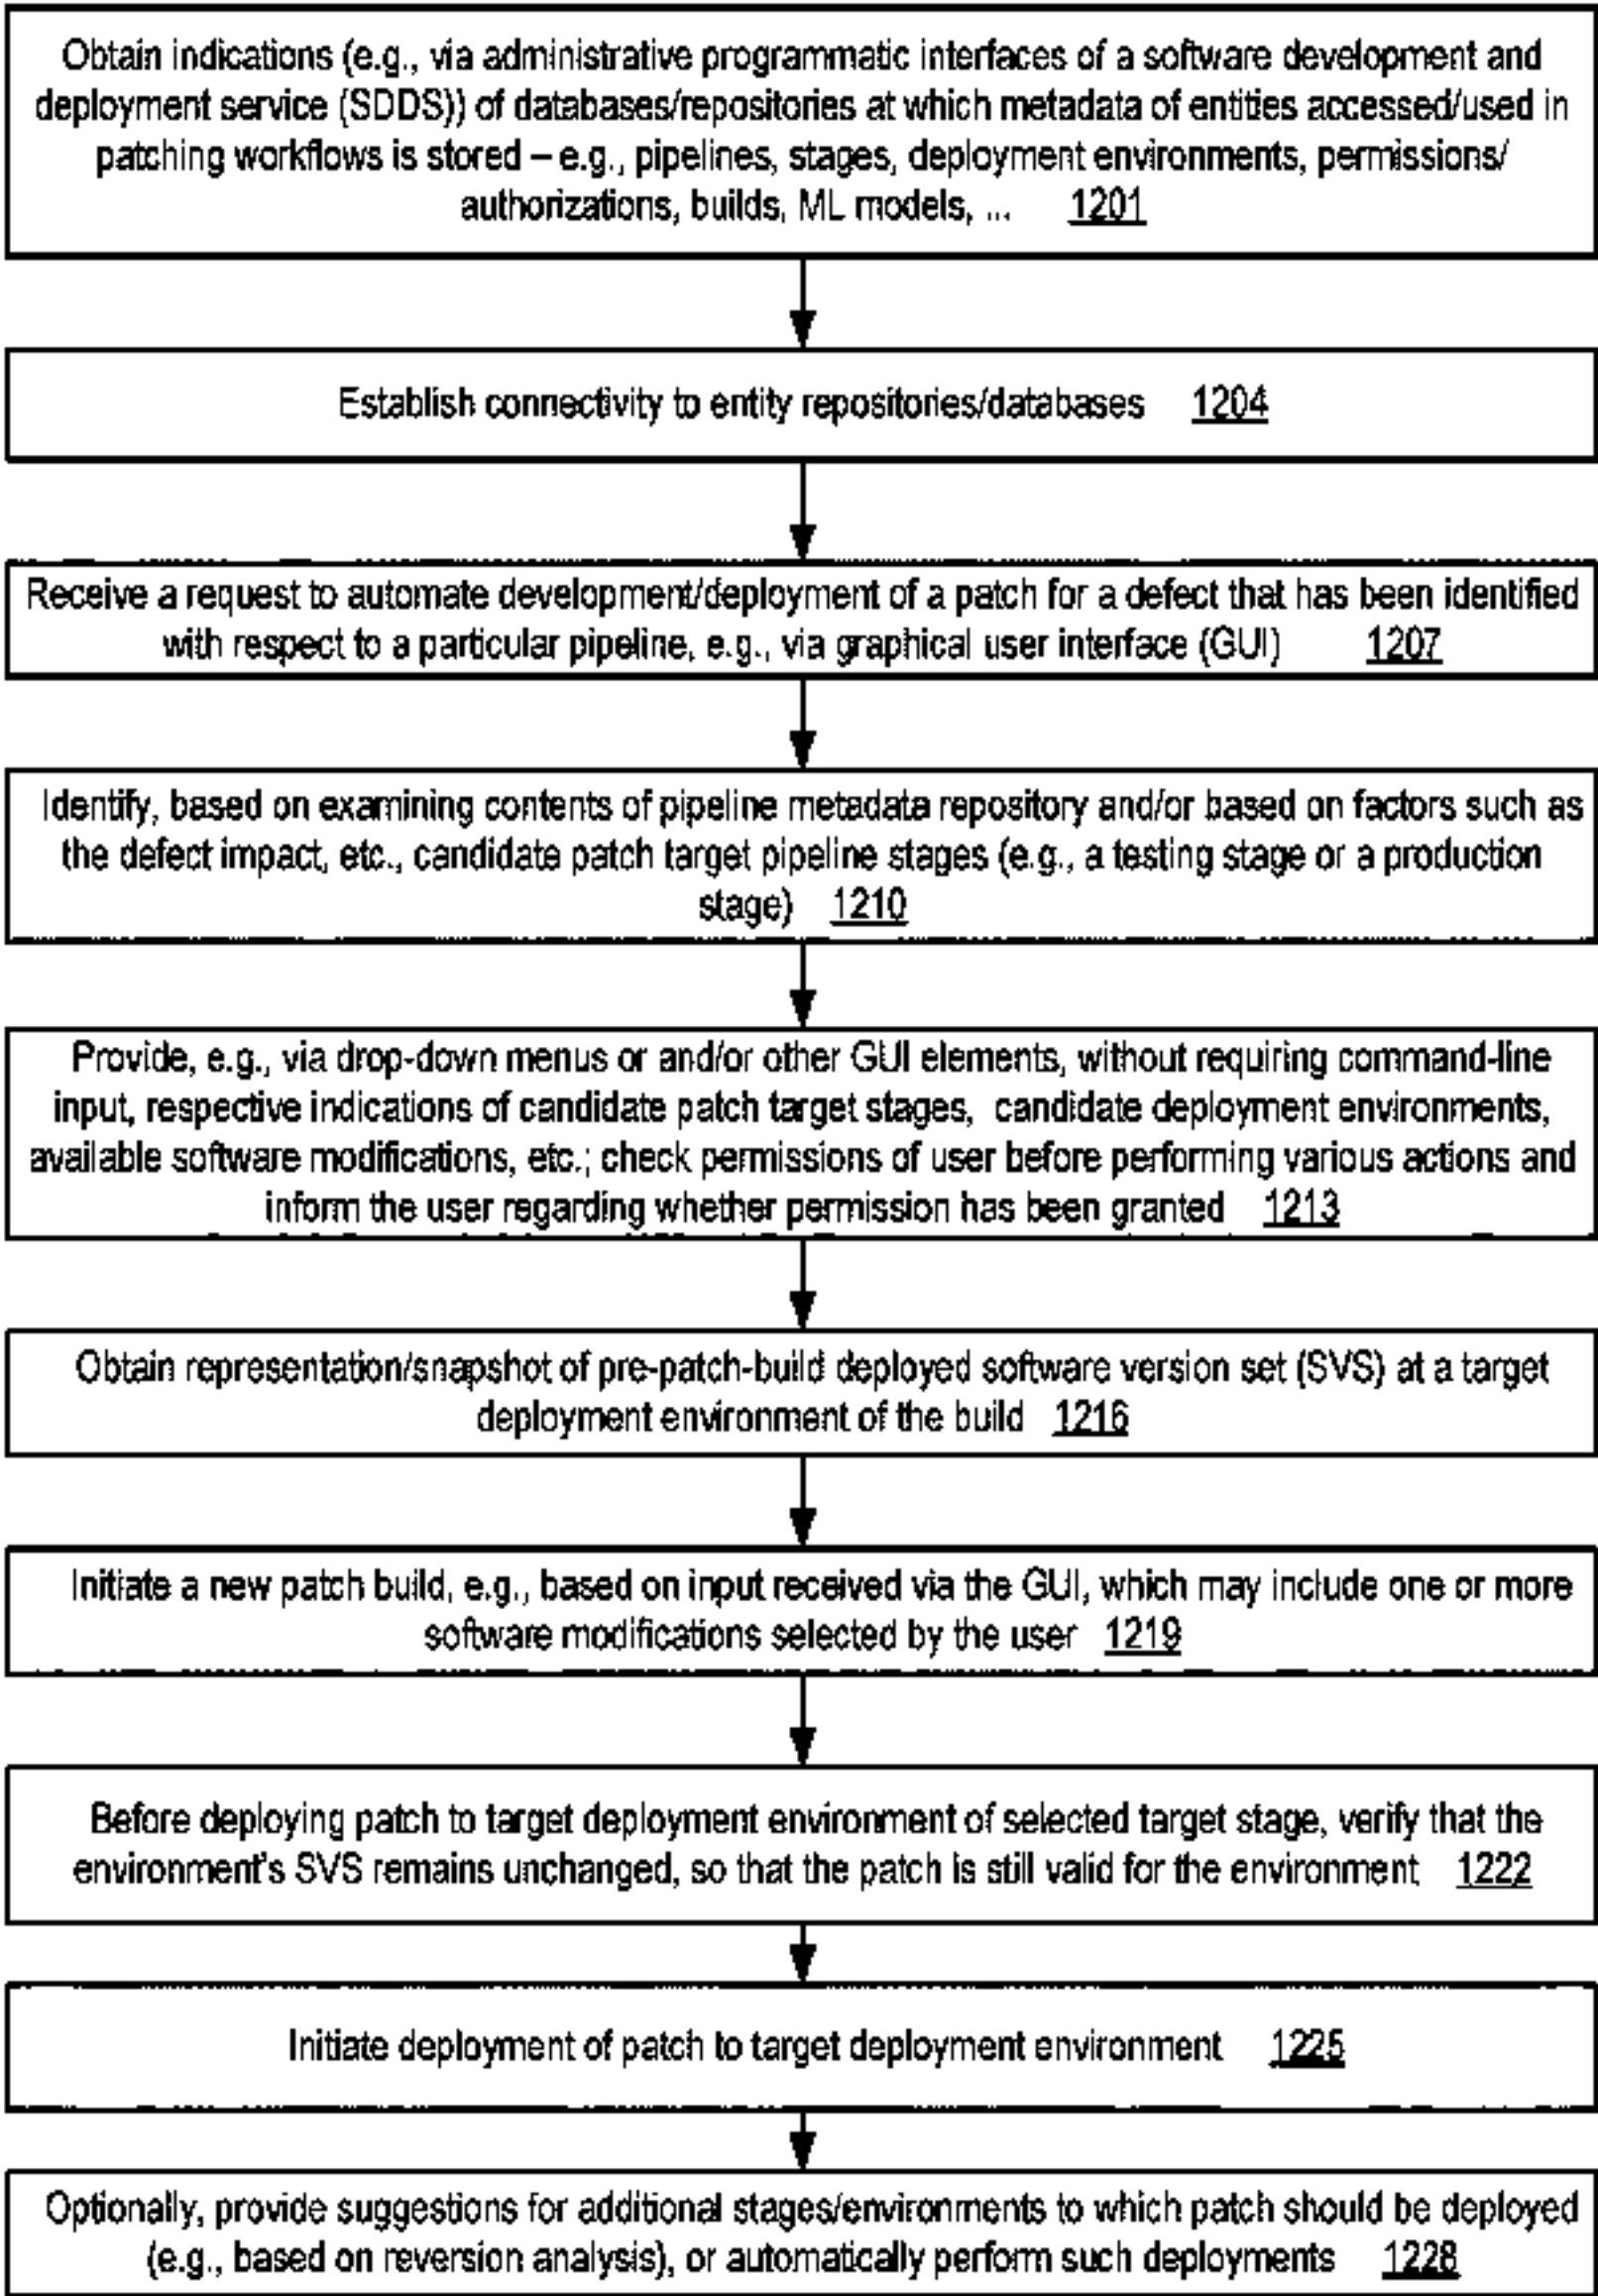 Obtain indications (e.g., via administrative programmatic interfaces of a software development and
deployment service (SDDS)) of databases/repositories at which metadata of entities accessed/used in
patching workflows is stored – e.g., pipelines, stages, deployment environments, permissions/
authorizations, builds, ML models, ... 1201
Establish connectivity to entity repositories/databases 1204
Receive a request to automate development/deployment of a patch for a defect that has been identified
with respect to a particular pipeline, e.g., via graphical user interface (GUI) 1207
Identify, based on examining contents of pipeline metadata repository and/or based on factors such as
the defect impact, etc., candidate patch target pipeline stages (e.g., a testing stage or a production
stage) 1210
Provide, e.g., via drop-down menus or and/or other GUI elements, without requiring command-line
input, respective indications of candidate patch target stages, candidate deployment environments,
available software modifications, etc.; check permissions of user before performing various actions and
inform the user regarding whether permission has been granted 1213
Obtain representation/snapshot of pre-patch-build deployed software version set (SVS) at a target
deployment environment of the build 1216
Initiate a new patch build, e.g., based on input received via the GUI, which may include one or more
software modifications selected by the user 1219
Before deploying patch to target deployment environment of selected target stage, verify that the
environment's SVS remains unchanged, so that the patch is still valid for the environment 1222
Initiate deployment of patch to target deployment environment 1225
Optionally, provide suggestions for additional stages/environments to which patch should be deployed
(e.g., based on reversion analysis), or automatically perform such deployments 1228